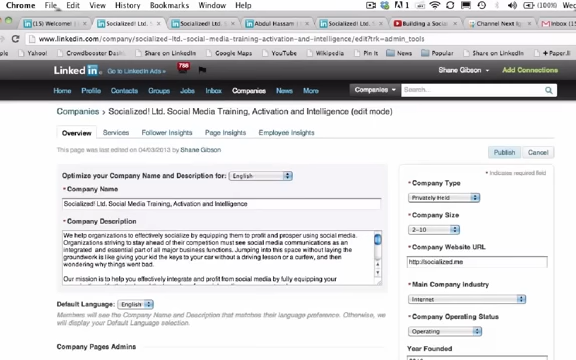 Chrome File Edit View History Bookmarks Window Help
(15) Welcome! Socialized! Ltd. Socialized! Ltd. Abdul Hassam Socialized! Ltd. Building a Social Channel Next Inbox
www.linkedin.com/company/socialized-ltd.-social-media-training-activation-and-intelligence/edit?trk=admin_tools
Yahoo! Crowdbooster Dashb Google Maps YouTube Wikipedia Pin It News Popular Empire Avenue + Paper.li
Linked in Go to LinkedIn Ads Shane Gibson Add Connections
Home Profile Contacts Groups Jobs Inbox Companies News More Companies Search...
Companies > Socialized! Ltd. Social Media Training, Activation and Intelligence (edit mode)
Overview Services Follower Insights Page Insights Employee Insights
This page was last edited on 04/03/2013 by Shane Gibson
Publish Cancel
* Indicates required field
Optimize your Company Name and Description for: English
* Company Name
Socialized! Ltd. Social Media Training, Activation and Intelligence
* Company Description
We help organizations to effectively socialize by equipping them to profit and prosper using social media.
Organizations striving to stay ahead of their competition must see social media communications as an
integrated and essential part of all major business functions. Jumping into this space without laying the
groundwork is like giving your kid the keys to your car without a driving lesson or a curfew, and then
wondering why things went bad.
Our mission is to help you effectively integrate and profit from social media by fully equipping your
Default Language: English
Members will see the Company Name and Description that matches their language preference. Otherwise, we
will display your Default Language selection.
Company Pages Admins
* Company Type
Privately Held
* Company Size
2-10
* Company Website URL
http://socialized.me
* Main Company Industry
Internet
* Company Operating Status
Operating
Year Founded